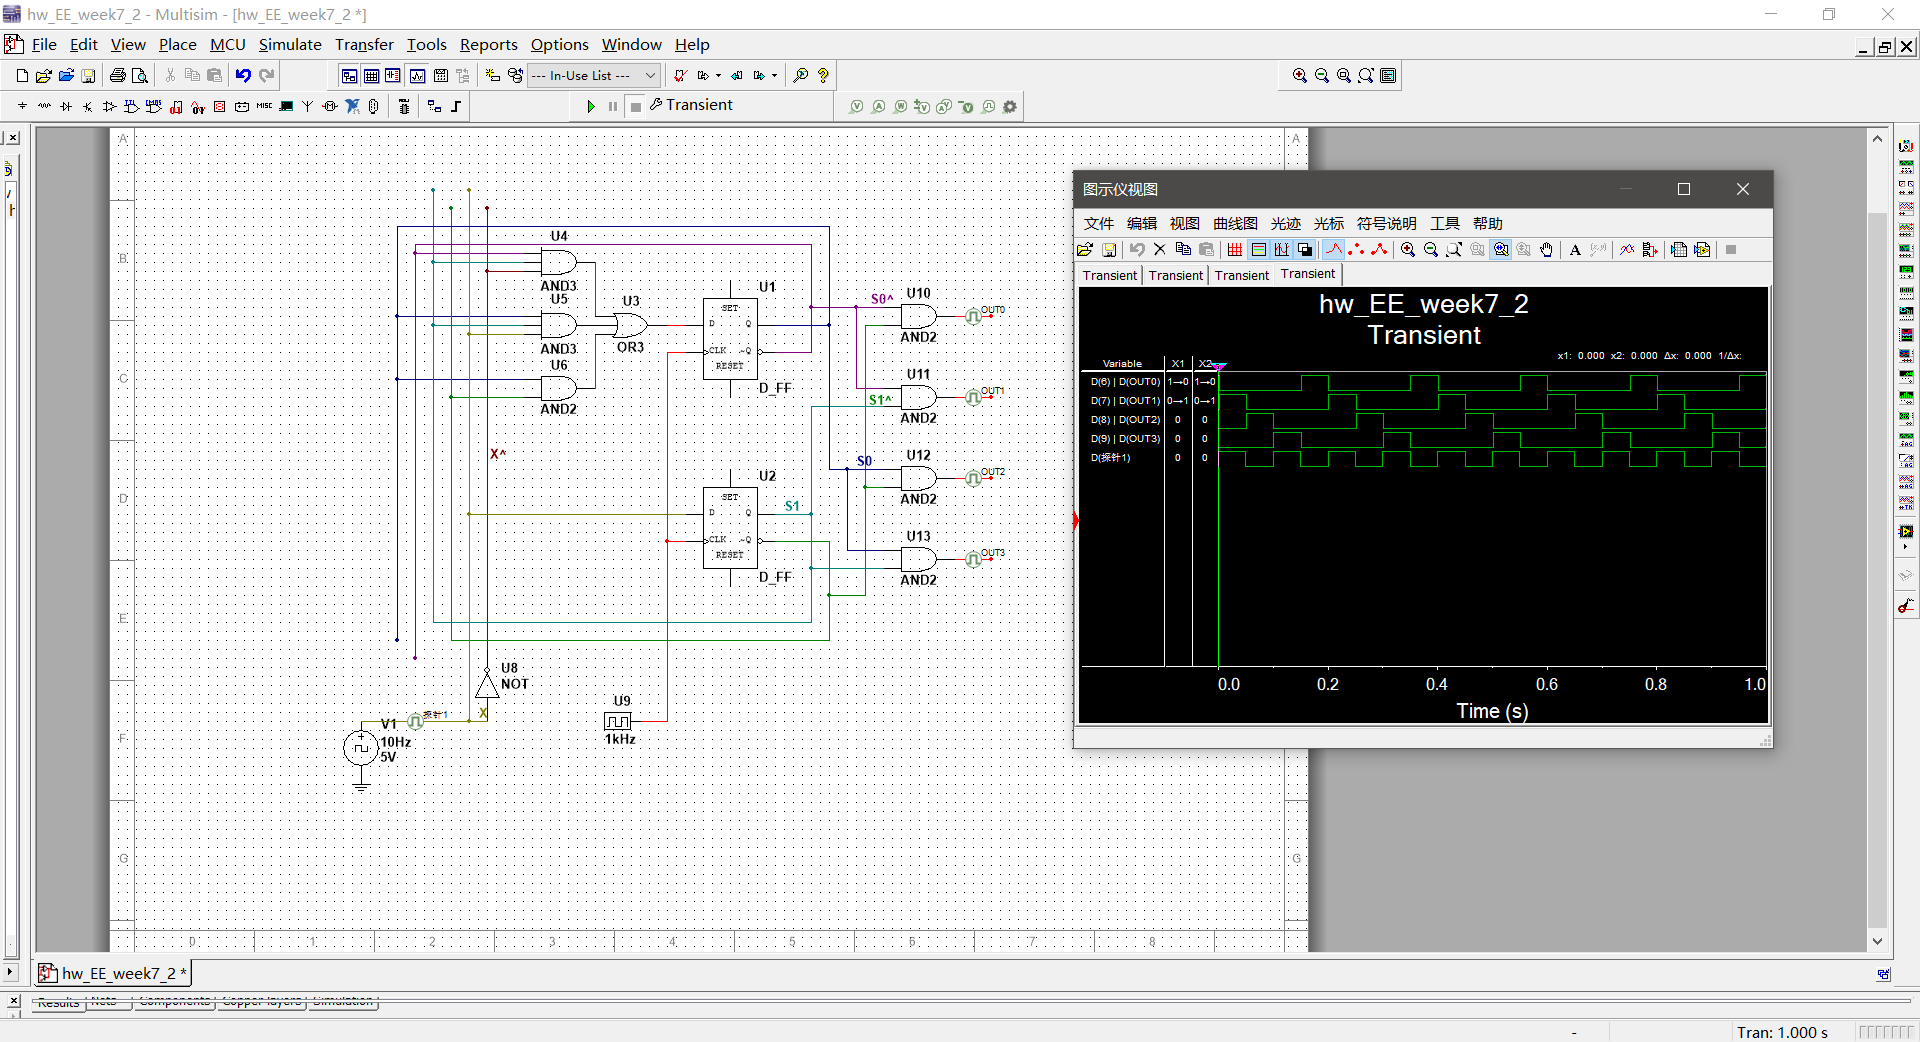 hw_EE_week7_2 - Multisim - [hw_EE_week7_2 *]
File Edit View Place MCU Simulate Transfer Tools Reports Options Window Help
--- In-Use List ---
Transient
A
A
B
C
D
E
F
G
G
U4
AND3
U5
AND3
U6
AND2
U3
OR3
U1
SET
D Q
CLK ~Q
RESET
D_FF
U2
SET
D Q
CLK ~Q
RESET
D_FF
S0^
S1^
S0
S1
X^
X
U10
AND2
OUT0
U11
AND2
OUT1
U12
AND2
OUT2
U13
AND2
OUT3
U8
NOT
U9
1kHz
V1
10Hz
5V
探针1
0 1 2 3 4 5 6 7 8
图示仪视图
文件 编辑 视图 曲线图 光迹 光标 符号说明 工具 帮助
Transient Transient Transient Transient
hw_EE_week7_2
Transient
x1: 0.000 x2: 0.000 Δx: 0.000 1/Δx:
Variable X1 X2
D(6) | D(OUT0) 1→0 1→0
D(7) | D(OUT1) 0→1 0→1
D(8) | D(OUT2) 0 0
D(9) | D(OUT3) 0 0
D(探针1) 0 0
0.0 0.2 0.4 0.6 0.8 1.0
Time (s)
hw_EE_week7_2 *
Results Nets Components Copper layers Simulation
- Tran: 1.000 s